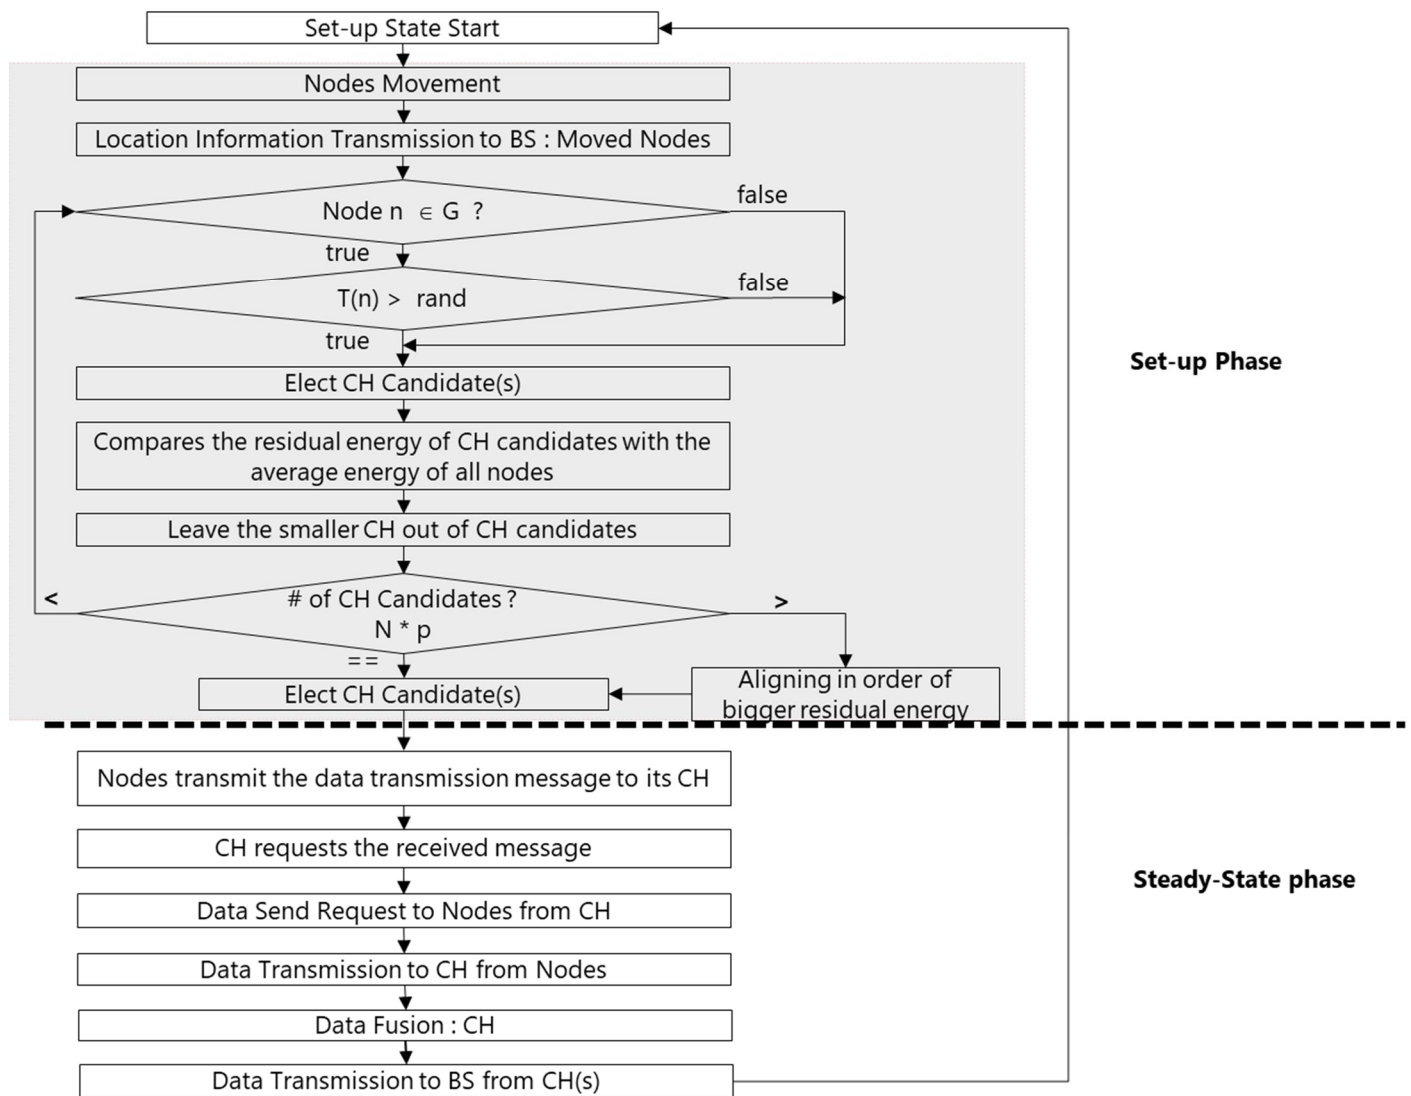 Set-up State Start
Nodes Movement
Location Information Transmission to BS : Moved Nodes
false
Node n ∈ G ?
true
false
T(n) > rand
true
Set-up Phase
Elect CH Candidate(s)
Compares the residual energy of CH candidates with the
average energy of all nodes
Leave the smaller CH out of CH candidates
<
# of CH Candidates ?
>
N * p
==
Elect CH Candidate(s)
Aligning in order of
bigger residual energy
Nodes transmit the data transmission message to its CH
CH requests the received message
Steady-State phase
Data Send Request to Nodes from CH
Data Transmission to CH from Nodes
Data Fusion : CH
Data Transmission to BS from CH(s)